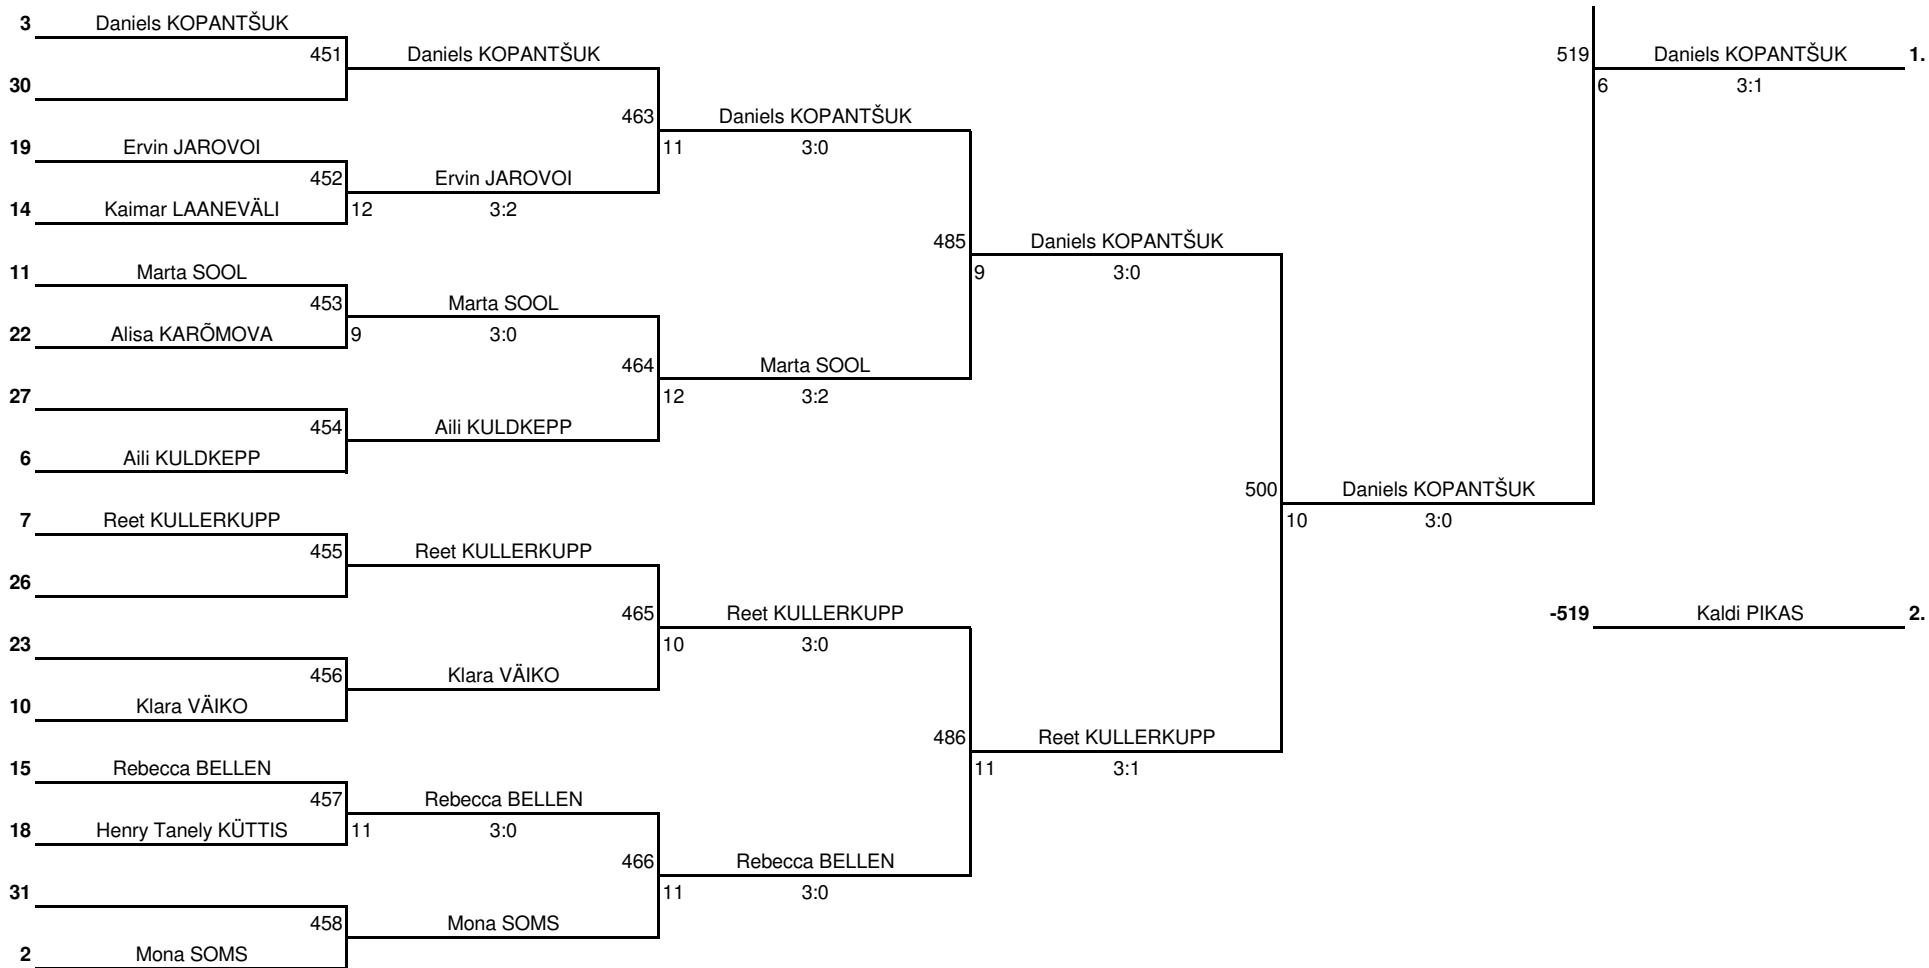 3 Daniels KOPANTŠUK
451 Daniels KOPANTŠUK 519 Daniels KOPANTŠUK 1.
30 6 3:1
463 Daniels KOPANTŠUK
19 Ervin JAROVOI 11 3:0
452 Ervin JAROVOI
14 Kaimar LAANEVÄLI 12 3:2
485 Daniels KOPANTŠUK
11 Marta SOOL 9 3:0
453 Marta SOOL
22 Alisa KARÕMOVA 9 3:0
464 Marta SOOL
27 12 3:2
454 Aili KULDKEPP
6 Aili KULDKEPP
500 Daniels KOPANTŠUK
7 Reet KULLERKUPP 10 3:0
455 Reet KULLERKUPP
26
465 Reet KULLERKUPP -519 Kaldi PIKAS 2.
23 10 3:0
456 Klara VÄIKO
10 Klara VÄIKO
486 Reet KULLERKUPP
15 Rebecca BELLEN 11 3:1
457 Rebecca BELLEN
18 Henry Tanely KÜTTIS 11 3:0
466 Rebecca BELLEN
31 11 3:0
458 Mona SOMS
2 Mona SOMS